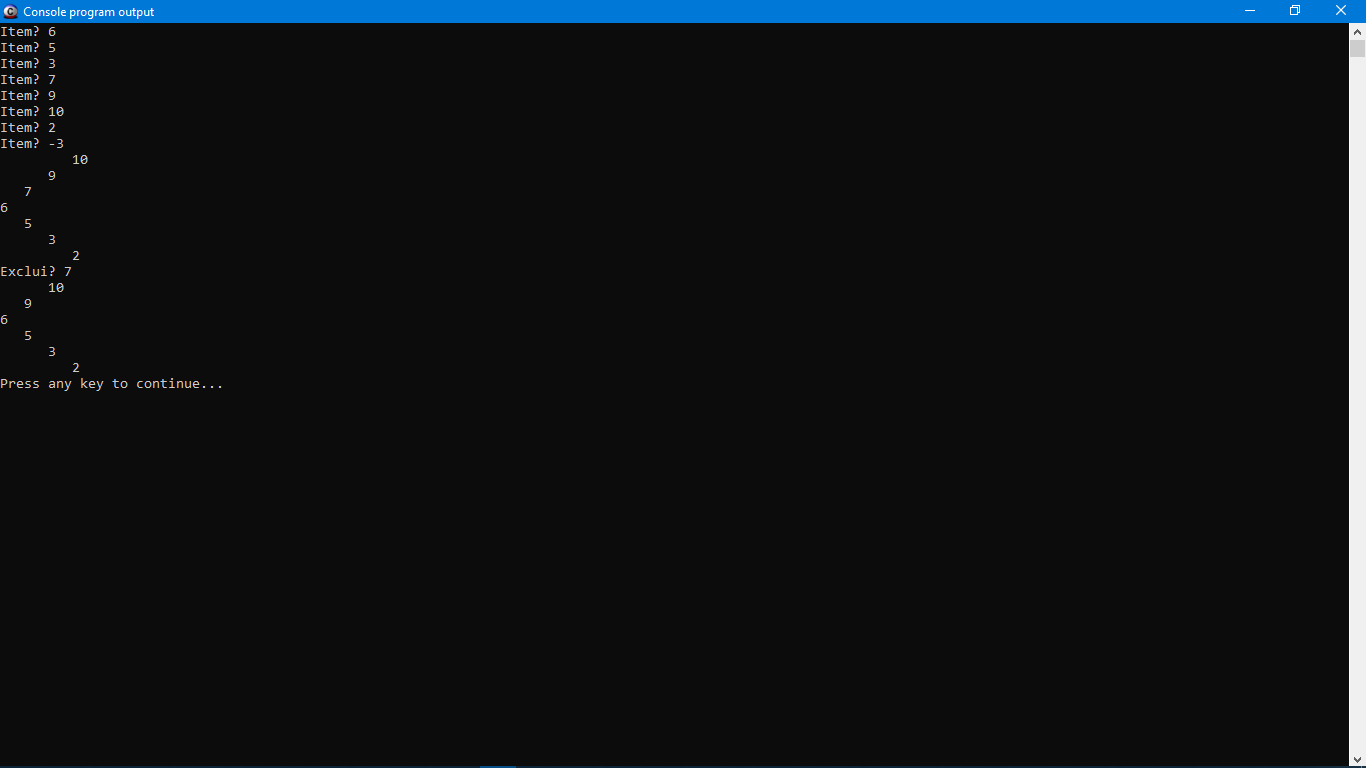 Console program output
Item? 6
Item? 5
Item? 3
Item? 7
Item? 9
Item? 10
Item? 2
Item? -3
         10
      9
   7
6
   5
      3
         2
Exclui? 7
      10
   9
6
   5
      3
         2
Press any key to continue...